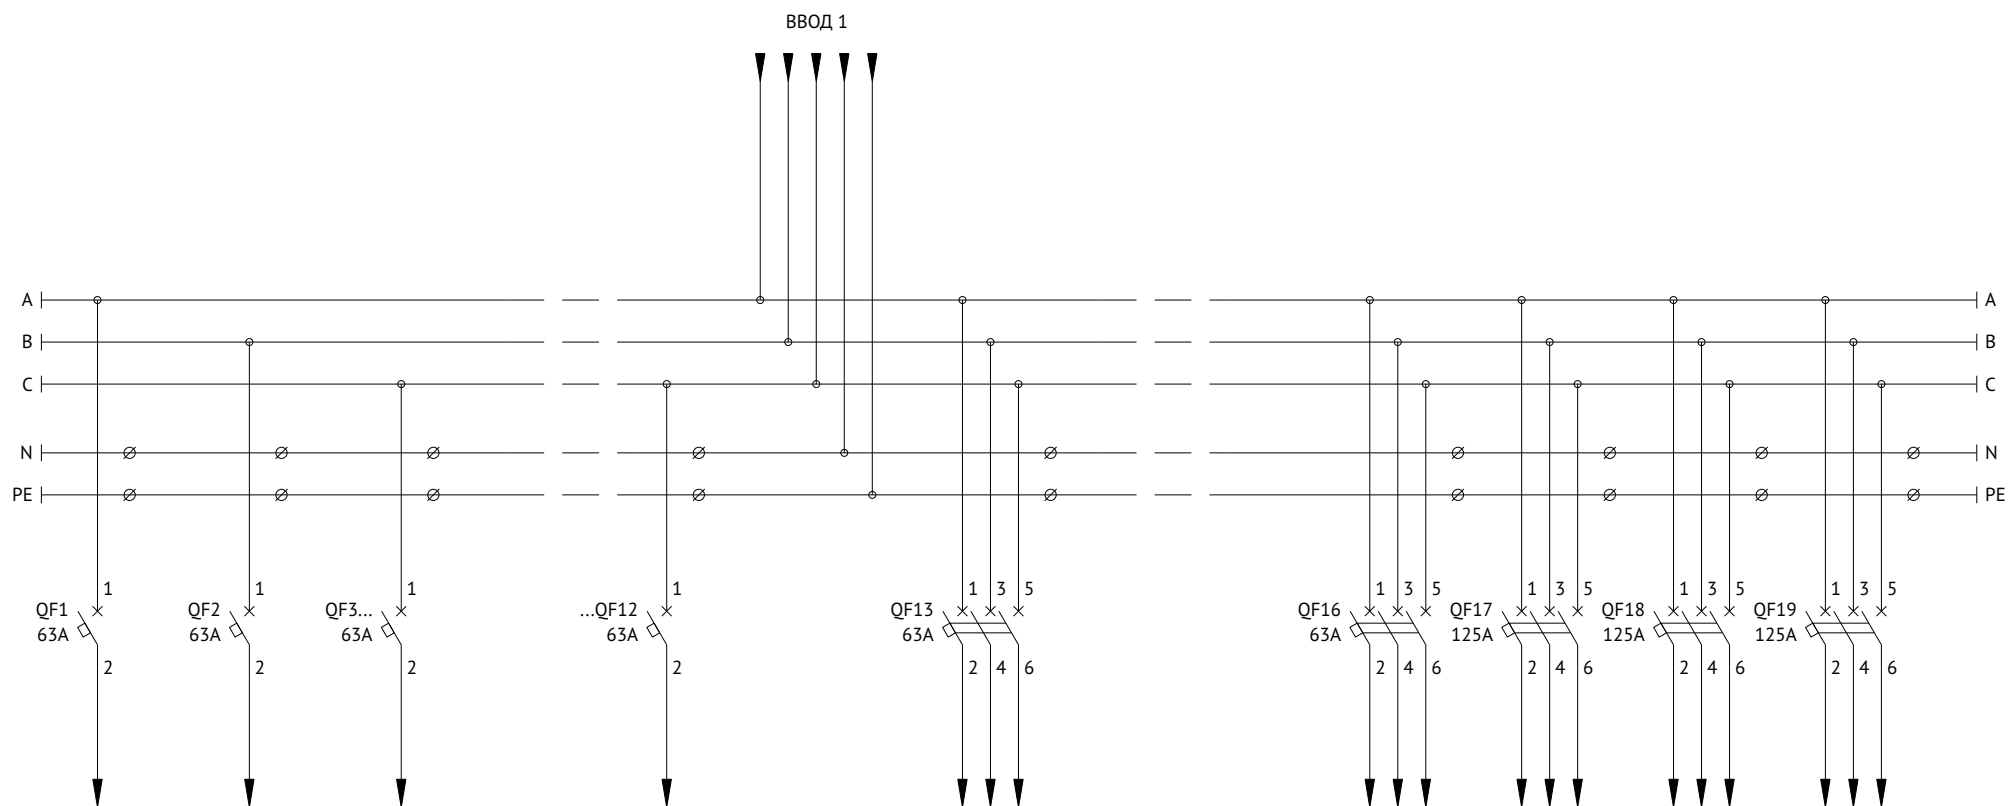 ВВОД 1
A A
B B
C C
N N
PE PE
1 1 1 1 1 3 5 1 3 5 1 3 5 1 3 5 1 3 5
QF1 QF2 QF3... ...QF12 QF13 QF16 QF17 QF18 QF19
63A 63A 63A 63A 63A 63A 125A 125A 125A
2 2 2 2 2 4 6 2 4 6 2 4 6 2 4 6 2 4 6